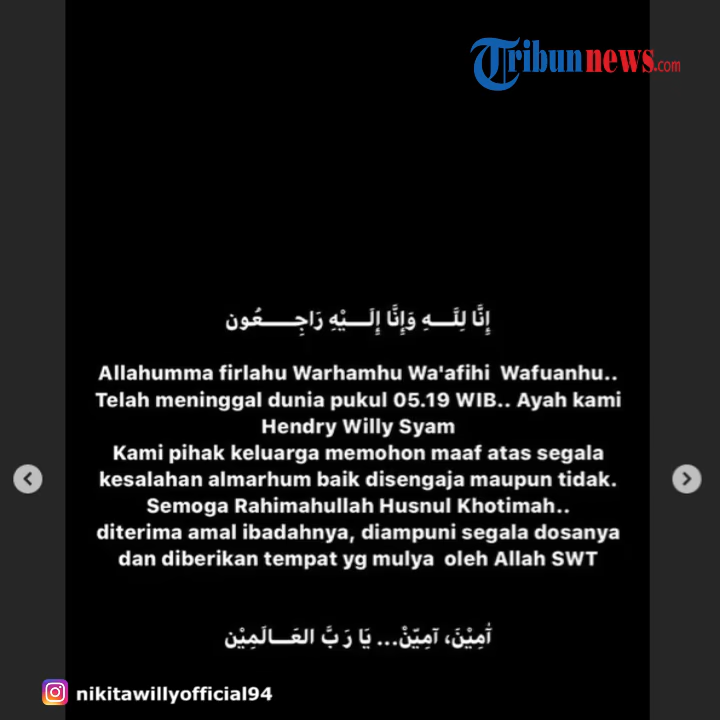 Tribunnews.com
إِنَّا لِلَّـــهِ وَإِنَّا إِلَـــيْهِ رَاجِـــــعُون
Allahumma firlahu Warhamhu Wa'afihi  Wafuanhu..
Telah meninggal dunia pukul 05.19 WIB.. Ayah kami
Hendry Willy Syam
Kami pihak keluarga memohon maaf atas segala
kesalahan almarhum baik disengaja maupun tidak.
Semoga Rahimahullah Husnul Khotimah..
diterima amal ibadahnya, diampuni segala dosanya
dan diberikan tempat yg mulya  oleh Allah SWT
آمِيْنَ، آمِيّنْ... يَا رَ بَّ العَـــالَمِيْن
nikitawillyofficial94